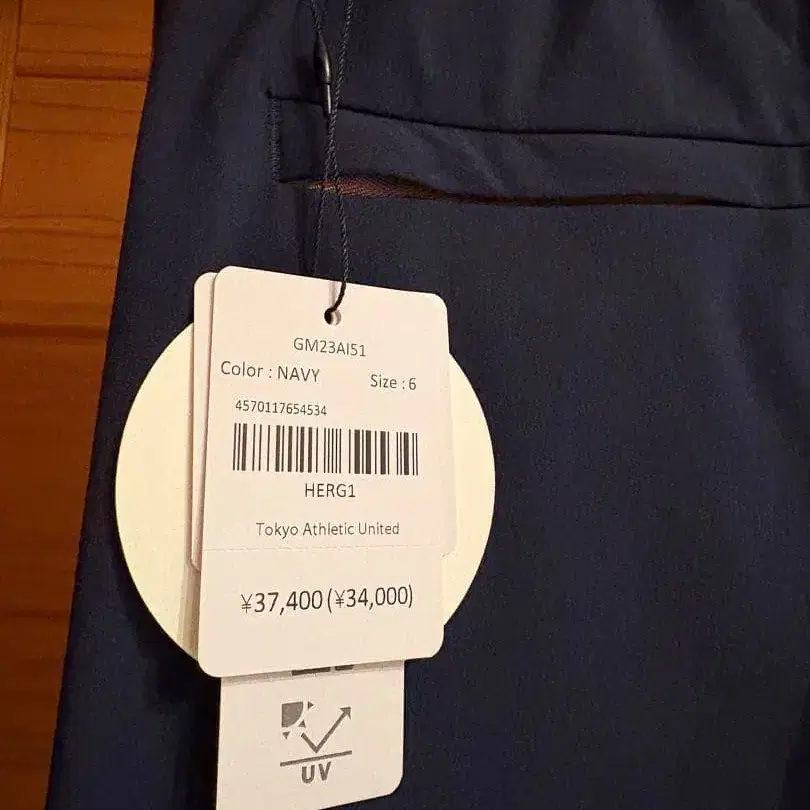 GM23AI51
Color : NAVY Size : 6
4570117654534
HERG1
Tokyo Athletic United
¥37,400 (¥34,000)
UV